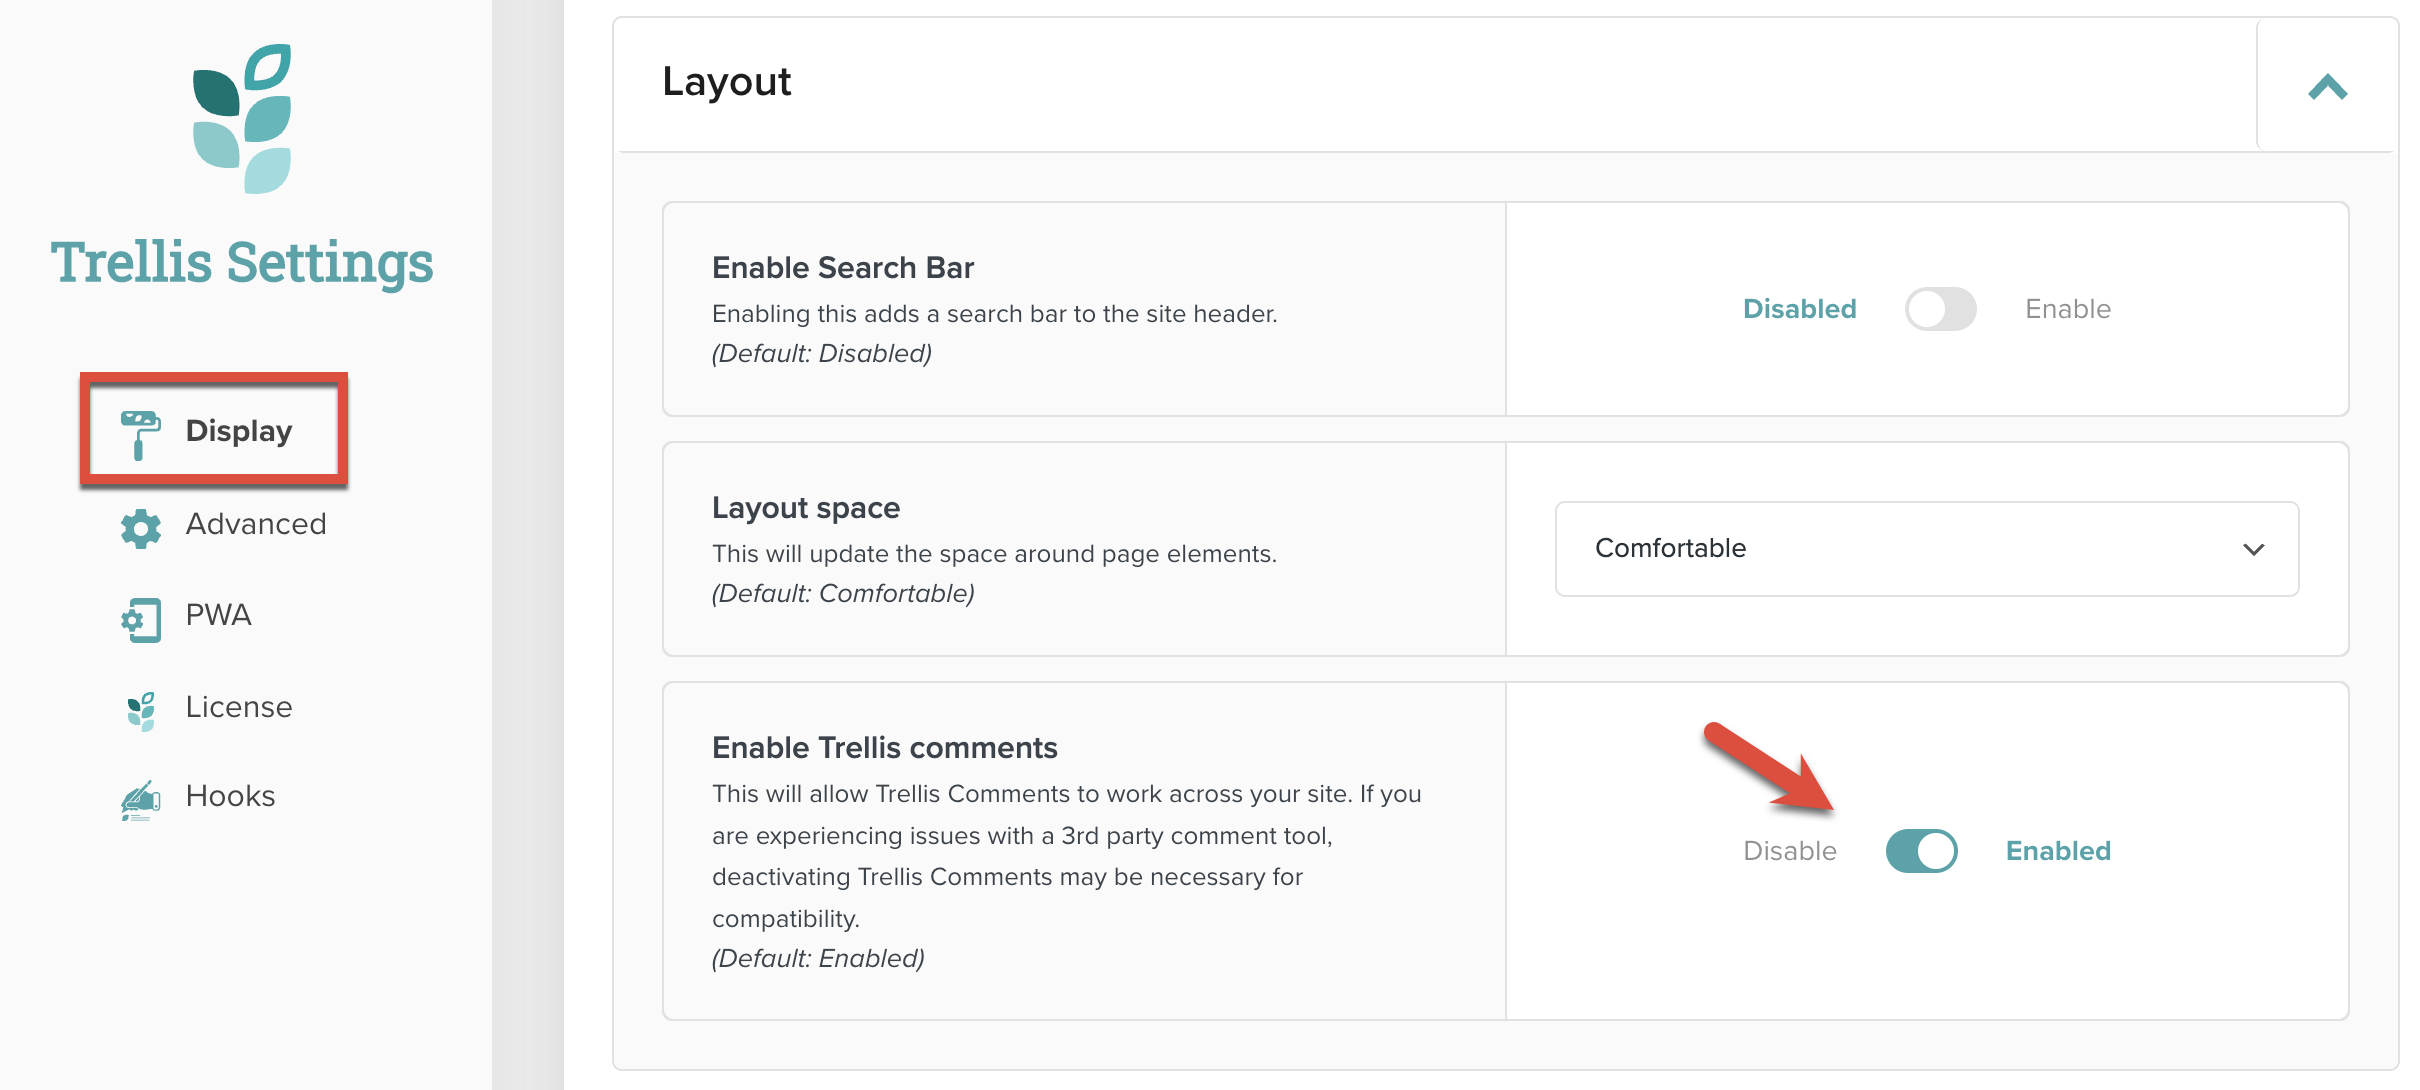 Trellis Settings
Display
Advanced
PWA
License
Hooks
Layout
Enable Search Bar
Enabling this adds a search bar to the site header.
(Default: Disabled)
Disabled
Enable
Layout space
This will update the space around page elements.
(Default: Comfortable)
Comfortable
Enable Trellis comments
This will allow Trellis Comments to work across your site. If you
are experiencing issues with a 3rd party comment tool,
deactivating Trellis Comments may be necessary for
compatibility.
(Default: Enabled)
Disable
Enabled